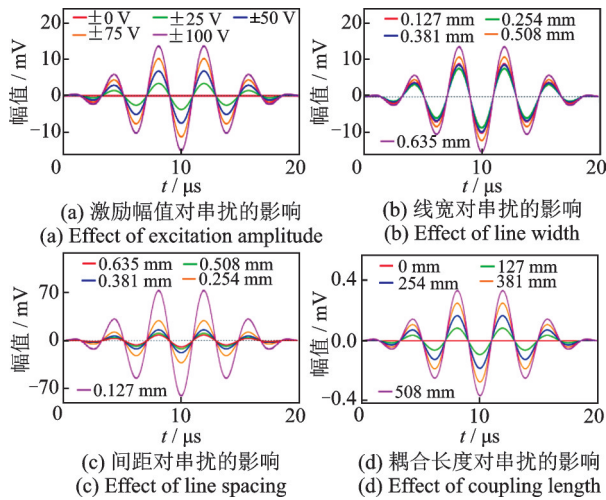 ±0 V ±25 V ±50 V
±75 V ±100 V
幅值 / mV
20
10
0
−10
0 10 20
t / μs
(a) 激励幅值对串扰的影响
(a) Effect of excitation amplitude
0.127 mm 0.254 mm
0.381 mm 0.508 mm
0.635 mm
幅值 / mV
20
10
0
−10
0 10 20
t / μs
(b) 线宽对串扰的影响
(b) Effect of line width
0.635 mm 0.508 mm
0.381 mm 0.254 mm
0.127 mm
幅值 / mV
70
0
−70
0 10 20
t / μs
(c) 间距对串扰的影响
(c) Effect of line spacing
0 mm 127 mm
254 mm 381 mm
508 mm
幅值 / mV
0.4
0.0
−0.4
0 10 20
t / μs
(d) 耦合长度对串扰的影响
(d) Effect of coupling length